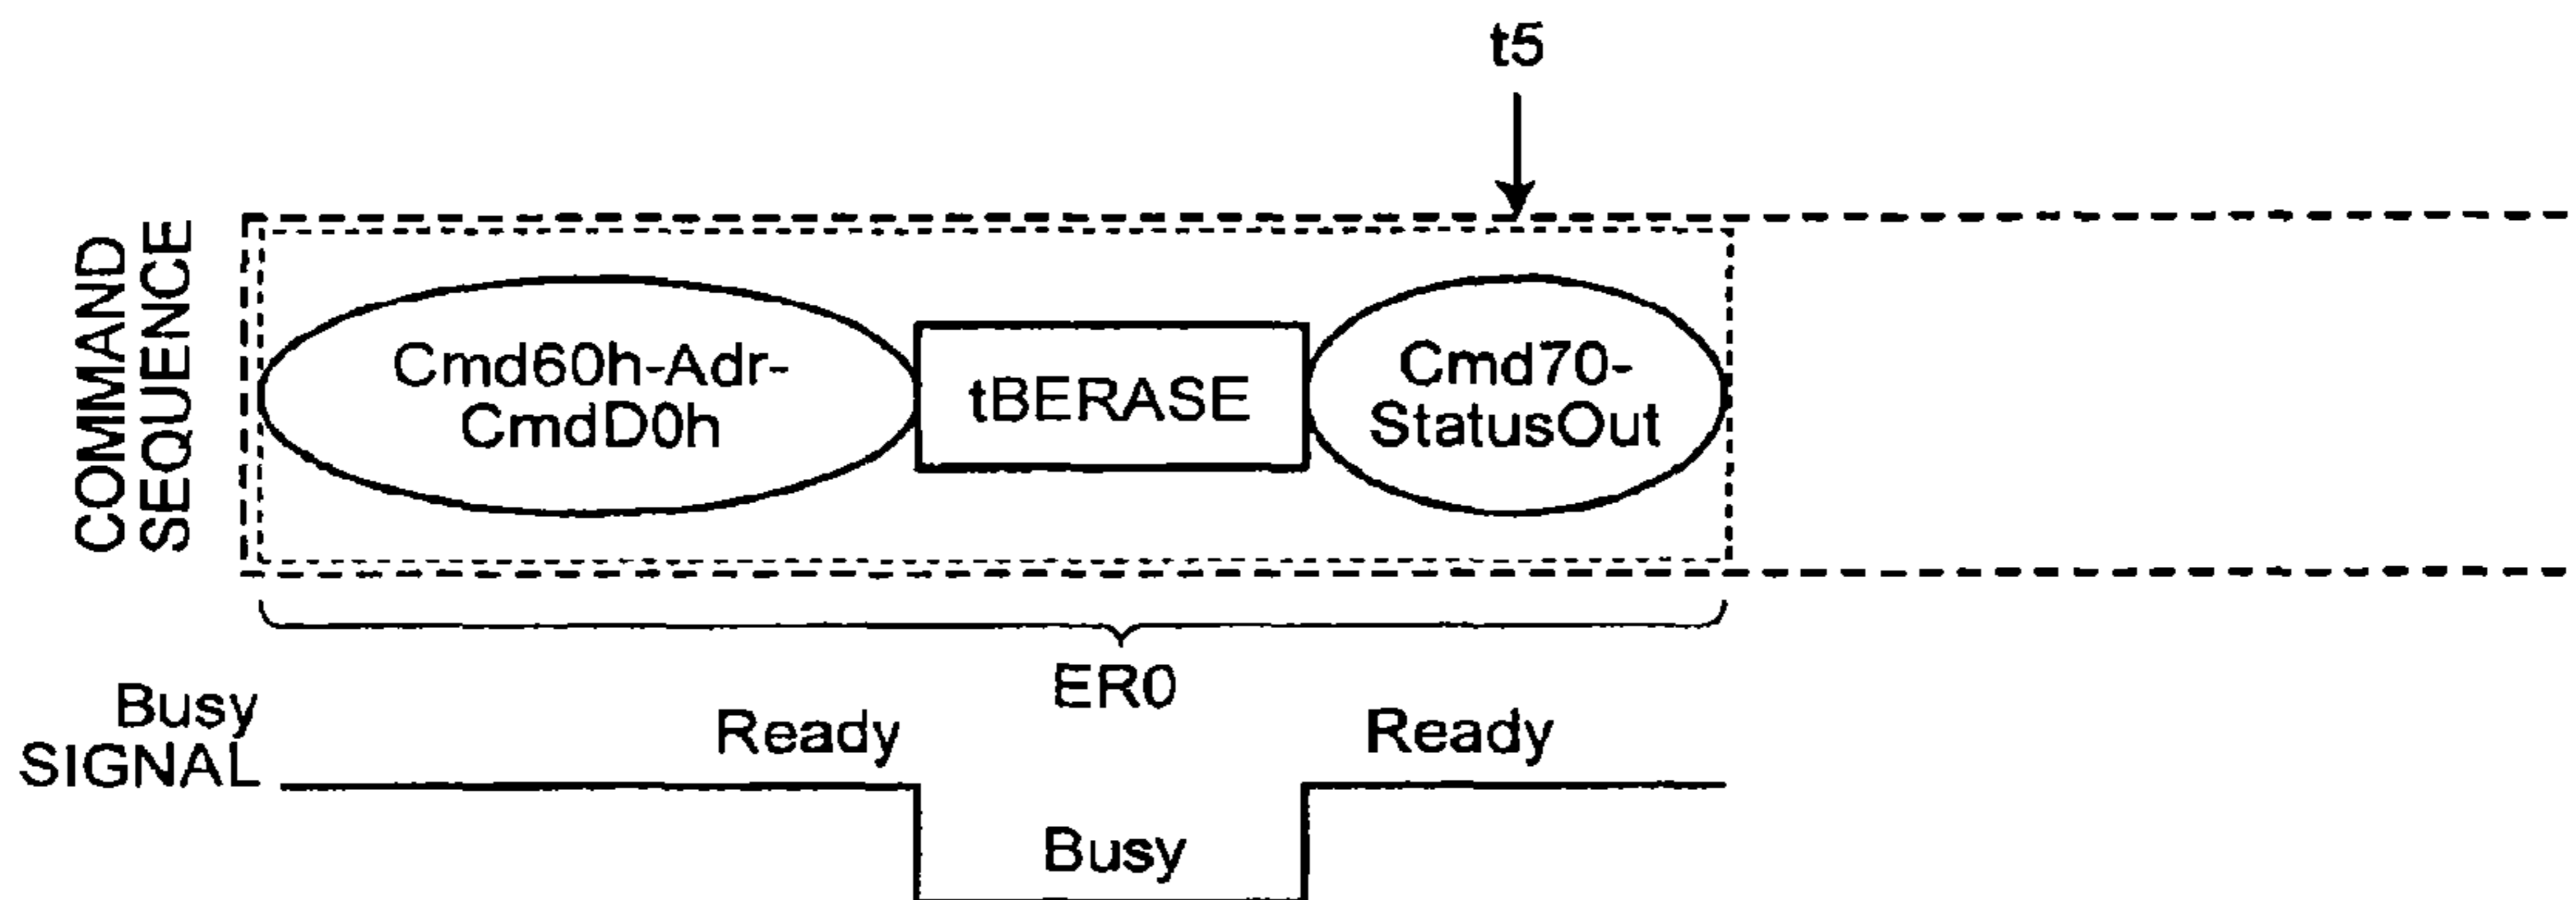 t5
COMMAND
SEQUENCE
Cmd60h-Adr-
CmdD0h
tBERASE
Cmd70-
StatusOut
ER0
Busy
SIGNAL
Ready
Busy
Ready